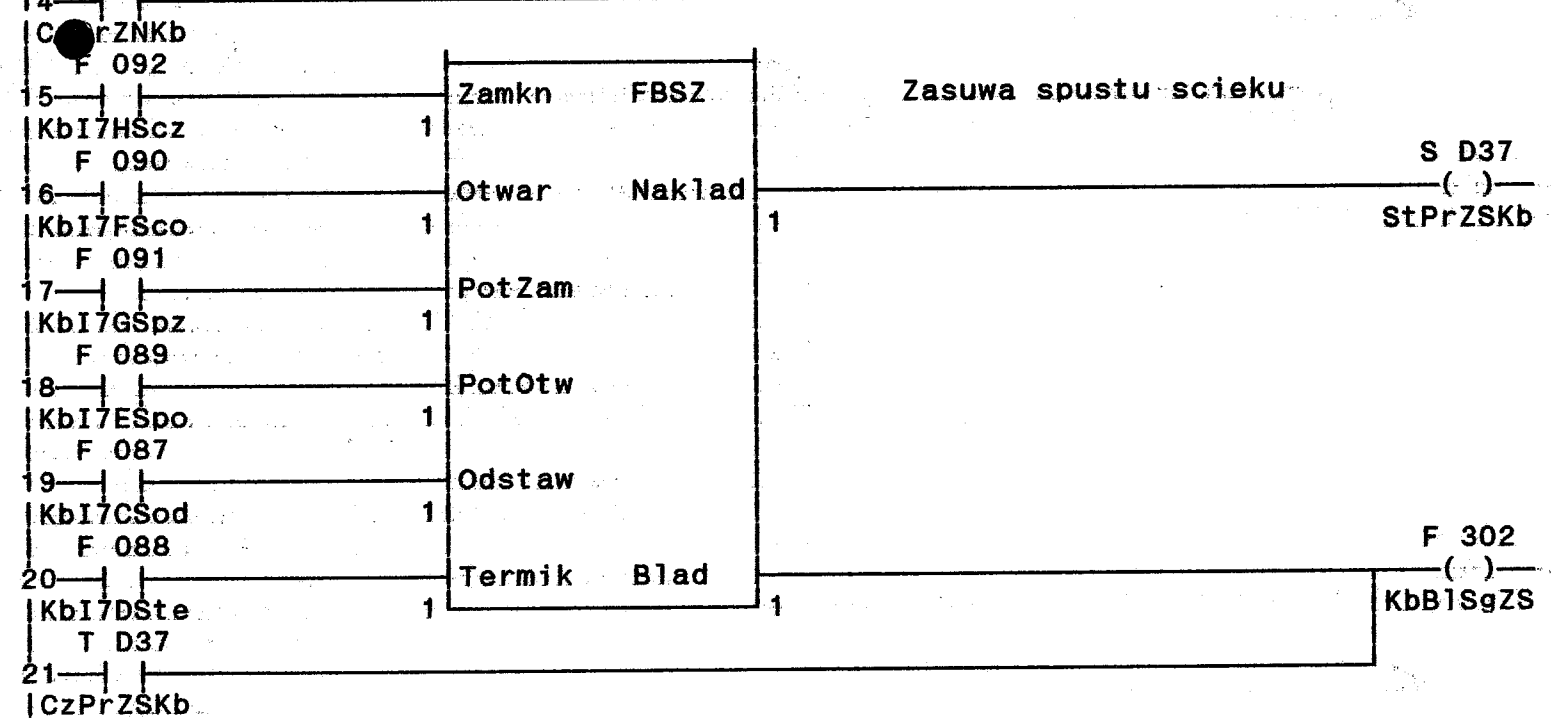 14
rZNKb
F 092
15 Zamkn FBSZ Zasuwa spustu scieku
KbI7HScz 1
F 090 S D37
16 Otwar Naklad ( )
KbI7FSco 1 1 StPrZSKb
F 091
17 PotZam
KbI7GSpz 1
F 089
18 PotOtw
KbI7ESpo 1
F 087
19 Odstaw
KbI7CSod 1
F 088 F 302
20 Termik Blad ( )
KbI7DSte 1 1 KbBlSgZS
T D37
21
CzPrZSKb